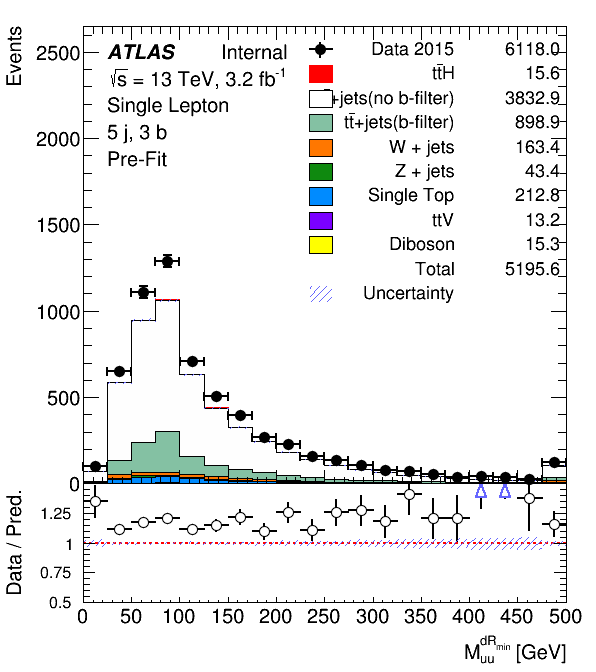 Events
2500
2000
1500
1000
500
0
ATLAS Internal
√s = 13 TeV, 3.2 fb⁻¹
Single Lepton
5 j, 3 b
Pre-Fit
Data 2015 6118.0
tt̄H 15.6
+jets(no b-filter) 3832.9
tt̄+jets(b-filter) 898.9
W + jets 163.4
Z + jets 43.4
Single Top 212.8
ttV 13.2
Diboson 15.3
Total 5195.6
Uncertainty
Data / Pred.
1.25
1
0.75
0.5
0 50 100 150 200 250 300 350 400 450 500
M_uu^dR_min [GeV]